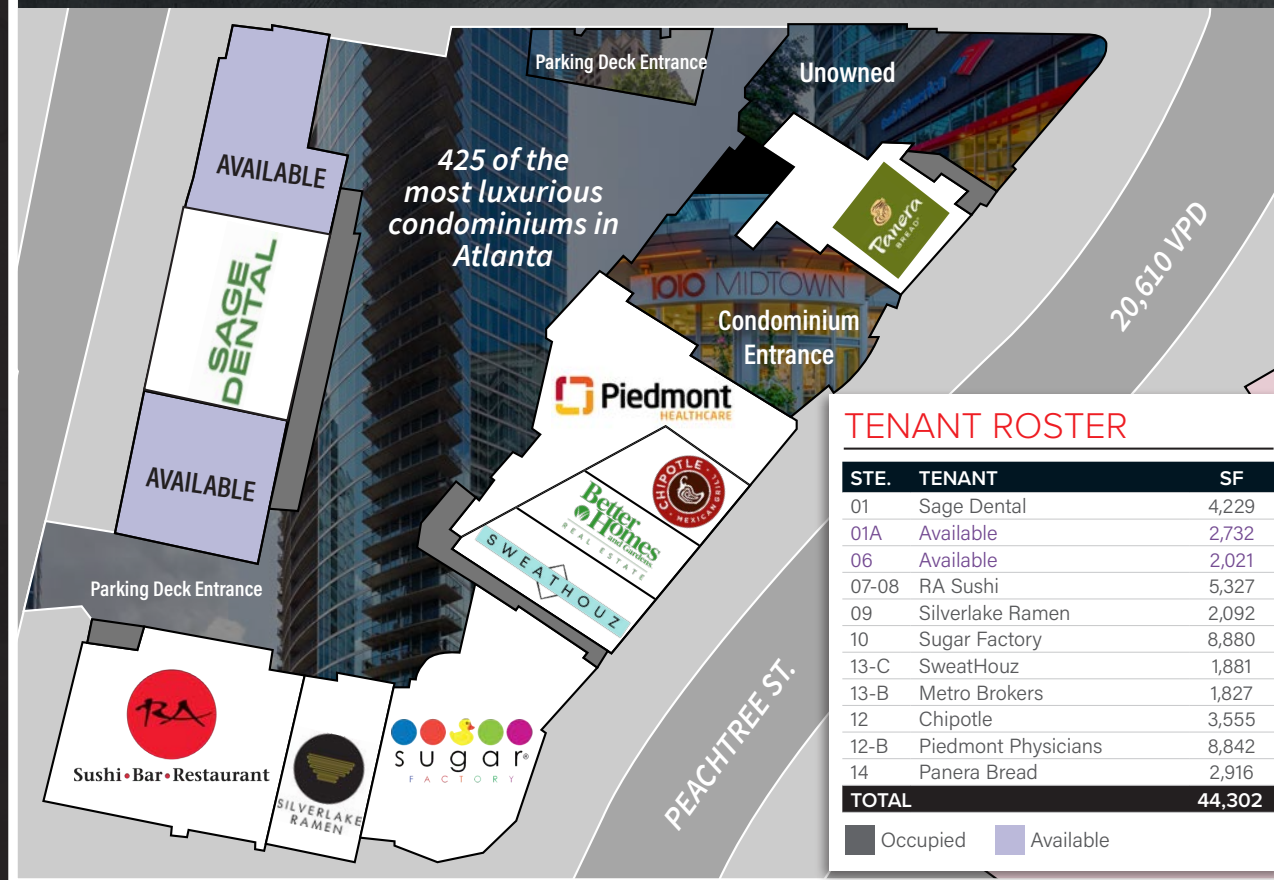 Parking Deck Entrance
Unowned
AVAILABLE
425 of the
most luxurious
condominiums in
Atlanta
Panera
BREAD®
20,610 VPD
SAGE
DENTAL
1010 MIDTOWN
Condominium
Entrance
Piedmont
HEALTHCARE
AVAILABLE
CHIPOTLE
MEXICAN GRILL
Better
Homes
and Gardens
REAL ESTATE
SWEATHOUZ
Parking Deck Entrance
RA
Sushi•Bar•Restaurant
SILVERLAKE
RAMEN
sugar®
FACTORY
PEACHTREE ST.
TENANT ROSTER
STE. TENANT SF
01 Sage Dental 4,229
01A Available 2,732
06 Available 2,021
07-08 RA Sushi 5,327
09 Silverlake Ramen 2,092
10 Sugar Factory 8,880
13-C SweatHouz 1,881
13-B Metro Brokers 1,827
12 Chipotle 3,555
12-B Piedmont Physicians 8,842
14 Panera Bread 2,916
TOTAL 44,302
Occupied Available